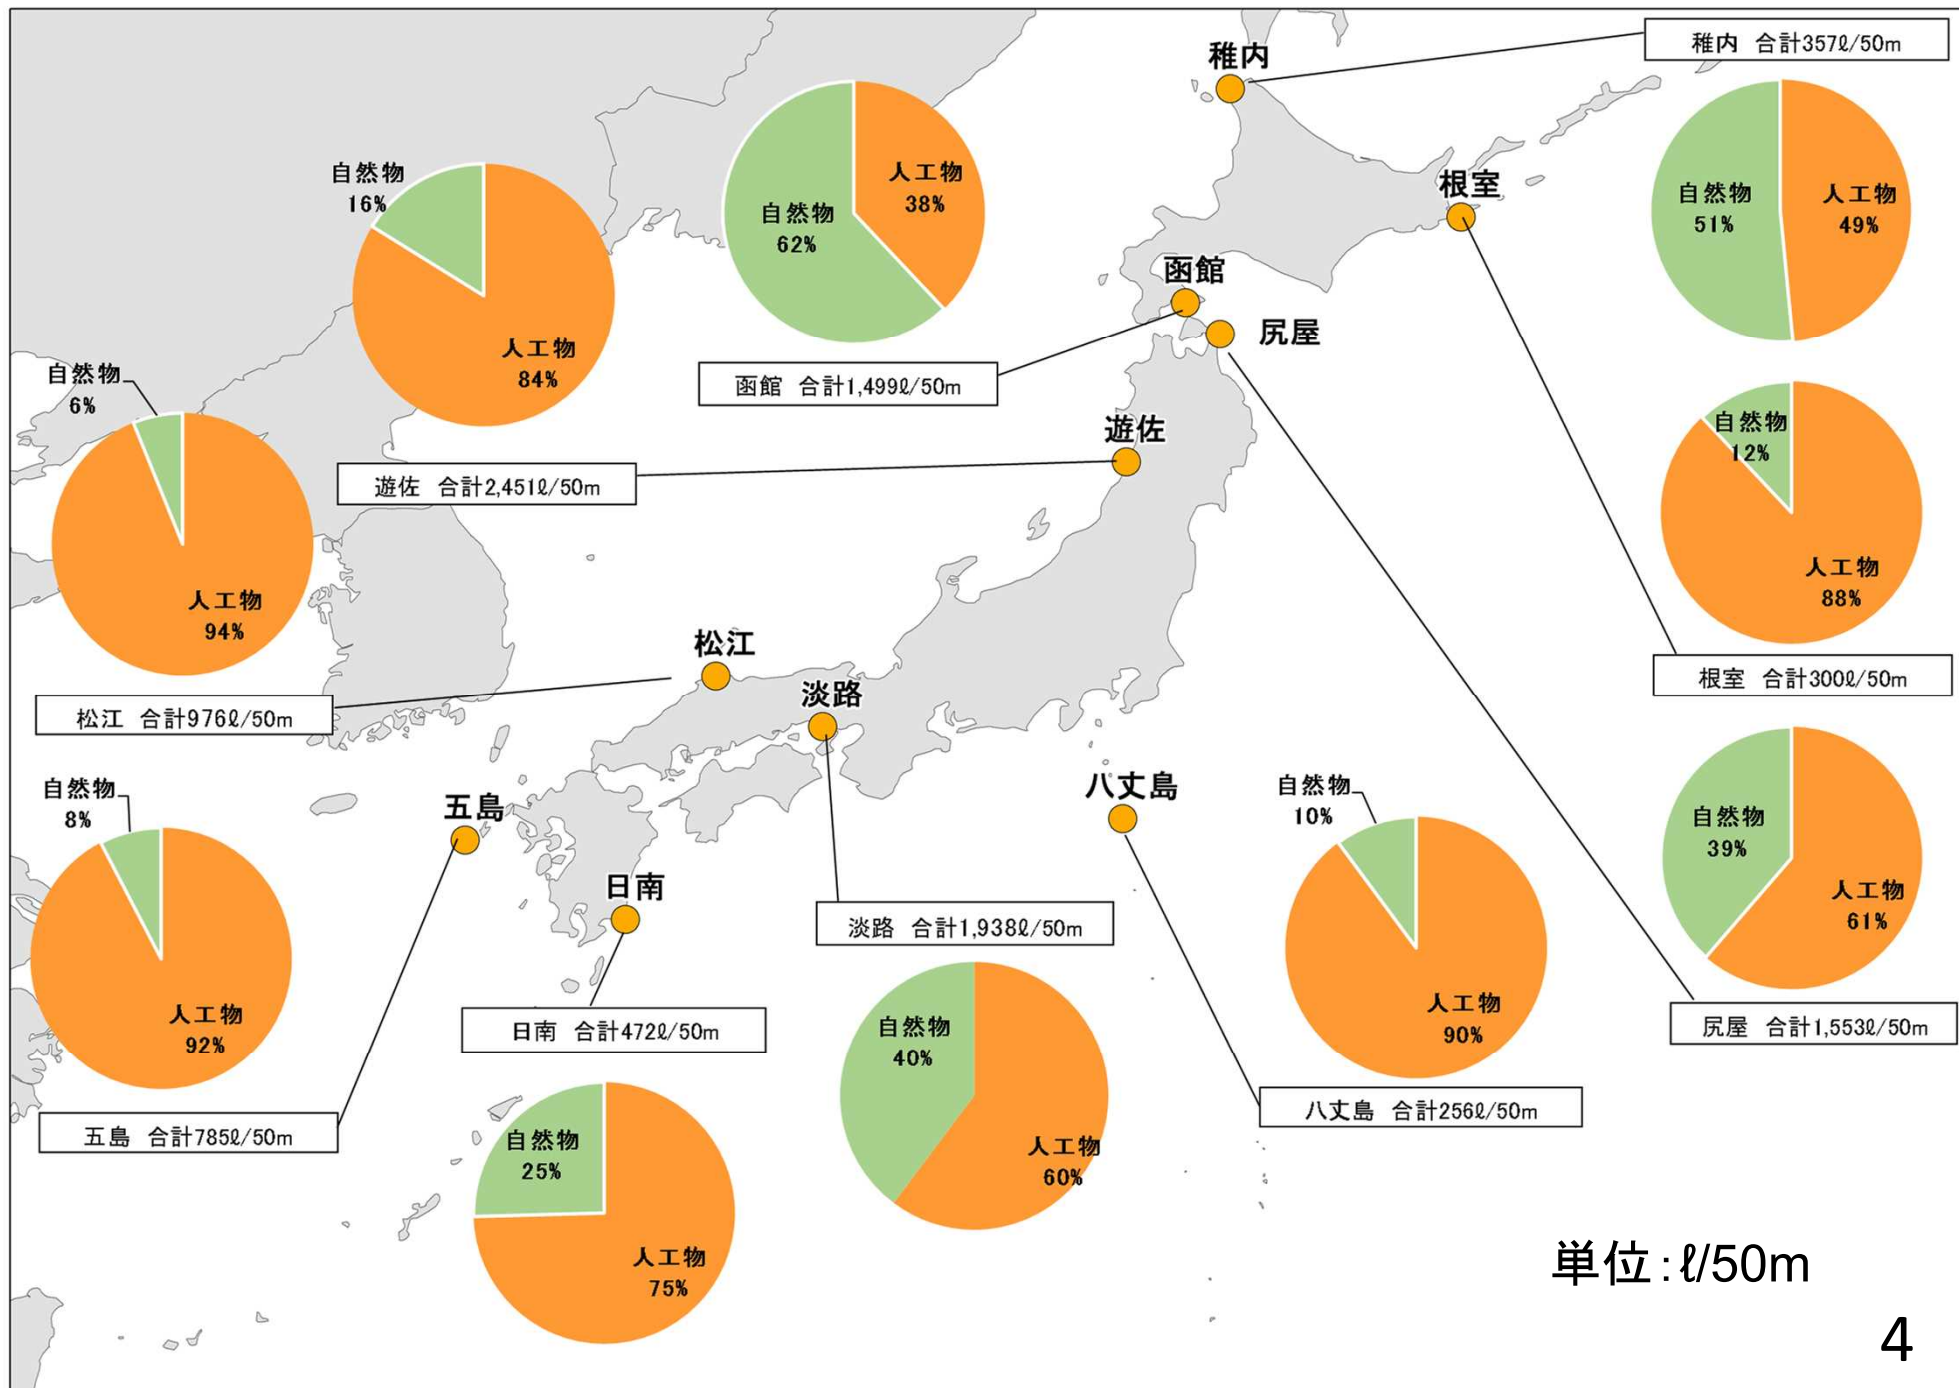 稚内
稚内 合計357ℓ/50m
自然物
51%
人工物
49%
人工物
38%
自然物
62%
函館 合計1,499ℓ/50m
自然物
16%
人工物
84%
遊佐 合計2,451ℓ/50m
根室
函館
尻屋
遊佐
自然物
12%
人工物
88%
根室 合計300ℓ/50m
自然物
6%
人工物
94%
松江 合計976ℓ/50m
松江
淡路
八丈島
五島
日南
自然物
39%
人工物
61%
尻屋 合計1,553ℓ/50m
自然物
8%
人工物
92%
五島 合計785ℓ/50m
日南 合計472ℓ/50m
自然物
25%
人工物
75%
淡路 合計1,938ℓ/50m
自然物
40%
人工物
60%
自然物
10%
人工物
90%
八丈島 合計256ℓ/50m
単位:ℓ/50m
4